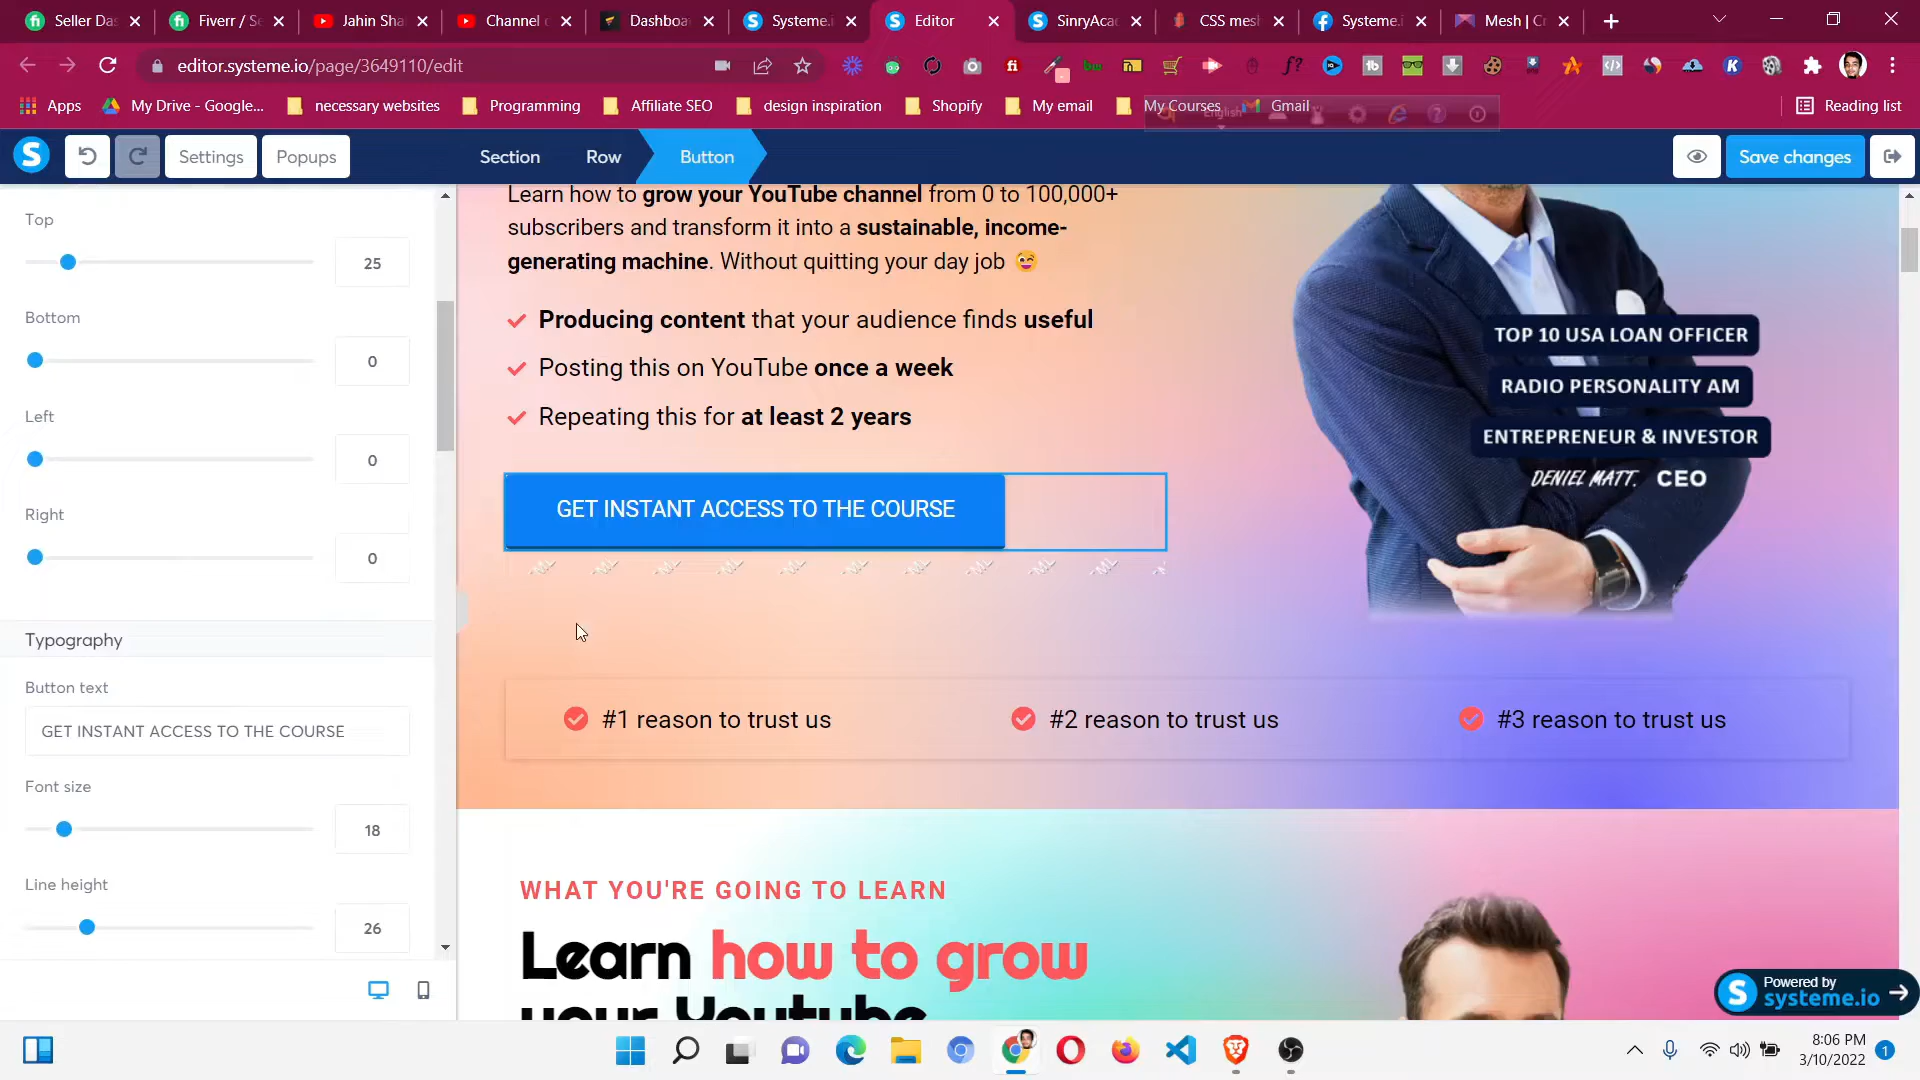 Seller Das
Fiverr / Se
Jahin Sha
Channel
Dashboa
Systeme.i
Editor
SinryAca
CSS mesh
Systeme.i
Mesh | Cr
editor.systeme.io/page/3649110/edit
Apps
My Drive - Google...
necessary websites
Programming
Affiliate SEO
design inspiration
Shopify
My email
My Courses
Gmail
English
Reading list
Settings
Popups
Section
Row
Button
Save changes
Top
25
Bottom
0
Left
0
Right
0
Typography
Button text
GET INSTANT ACCESS TO THE COURSE
Font size
18
Line height
26
Learn how to grow your YouTube channel from 0 to 100,000+
subscribers and transform it into a sustainable, income-
generating machine. Without quitting your day job 😅
Producing content that your audience finds useful
Posting this on YouTube once a week
Repeating this for at least 2 years
GET INSTANT ACCESS TO THE COURSE
TOP 10 USA LOAN OFFICER
RADIO PERSONALITY AM
ENTREPRENEUR & INVESTOR
DENIEL MATT. CEO
#1 reason to trust us
#2 reason to trust us
#3 reason to trust us
WHAT YOU'RE GOING TO LEARN
Learn how to grow
your Youtube
Powered by
systeme.io
8:06 PM
3/10/2022
1